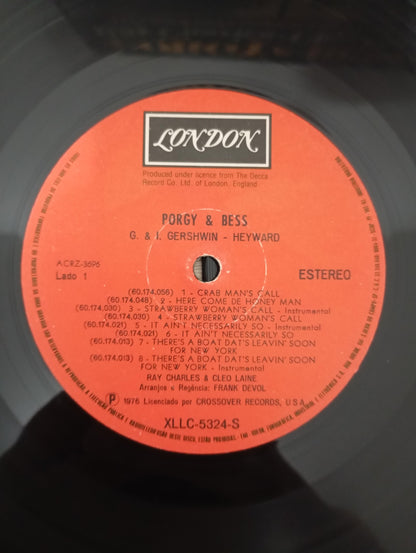 LONDON
Produced under licence from The Decca
Record Co. Ltd. of London, England
PORGY & BESS
G. & I. GERSHWIN - HEYWARD
ACRZ-3696
Lado 1
ESTEREO
(60.174.056) 1 - CRAB MAN'S CALL
(60.174.048) 2 - HERE COME DE HONEY MAN
(60.174.030) 3 - STRAWBERRY WOMAN'S CALL - Instrumental
(60.174.030) 4 - STRAWBERRY WOMAN'S CALL
(60.174.021) 5 - IT AIN'T NECESSARILY SO - Instrumental
(60.174.021) 6 - IT AIN'T NECESSARILY SO
(60.174.013) 7 - THERE'S A BOAT DAT'S LEAVIN' SOON
FOR NEW YORK
(60.174.013) 8 - THERE'S A BOAT DAT'S LEAVIN' SOON
FOR NEW YORK - Instrumental
RAY CHARLES & CLEO LAINE
Arranjos e Regência: FRANK DEVOL
Ⓟ 1976 Licenciado por CROSSOVER RECORDS, U.S.A.
XLLC-5324-S